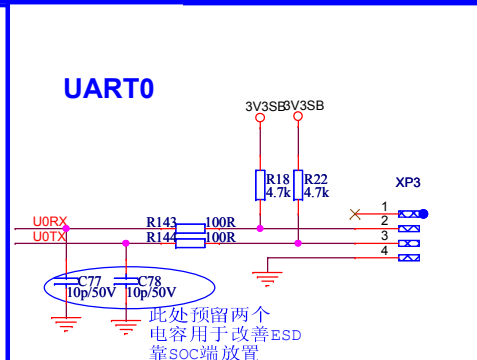 UART0
3V3SB 3V3SB
R18 R22
4.7k 4.7k
XP3
1
U0RX R143 100R 2
U0TX R144 100R 3
4
C77 C78
10p/50V 10p/50V
此处预留两个
电容用于改善ESD
靠SOC端放置